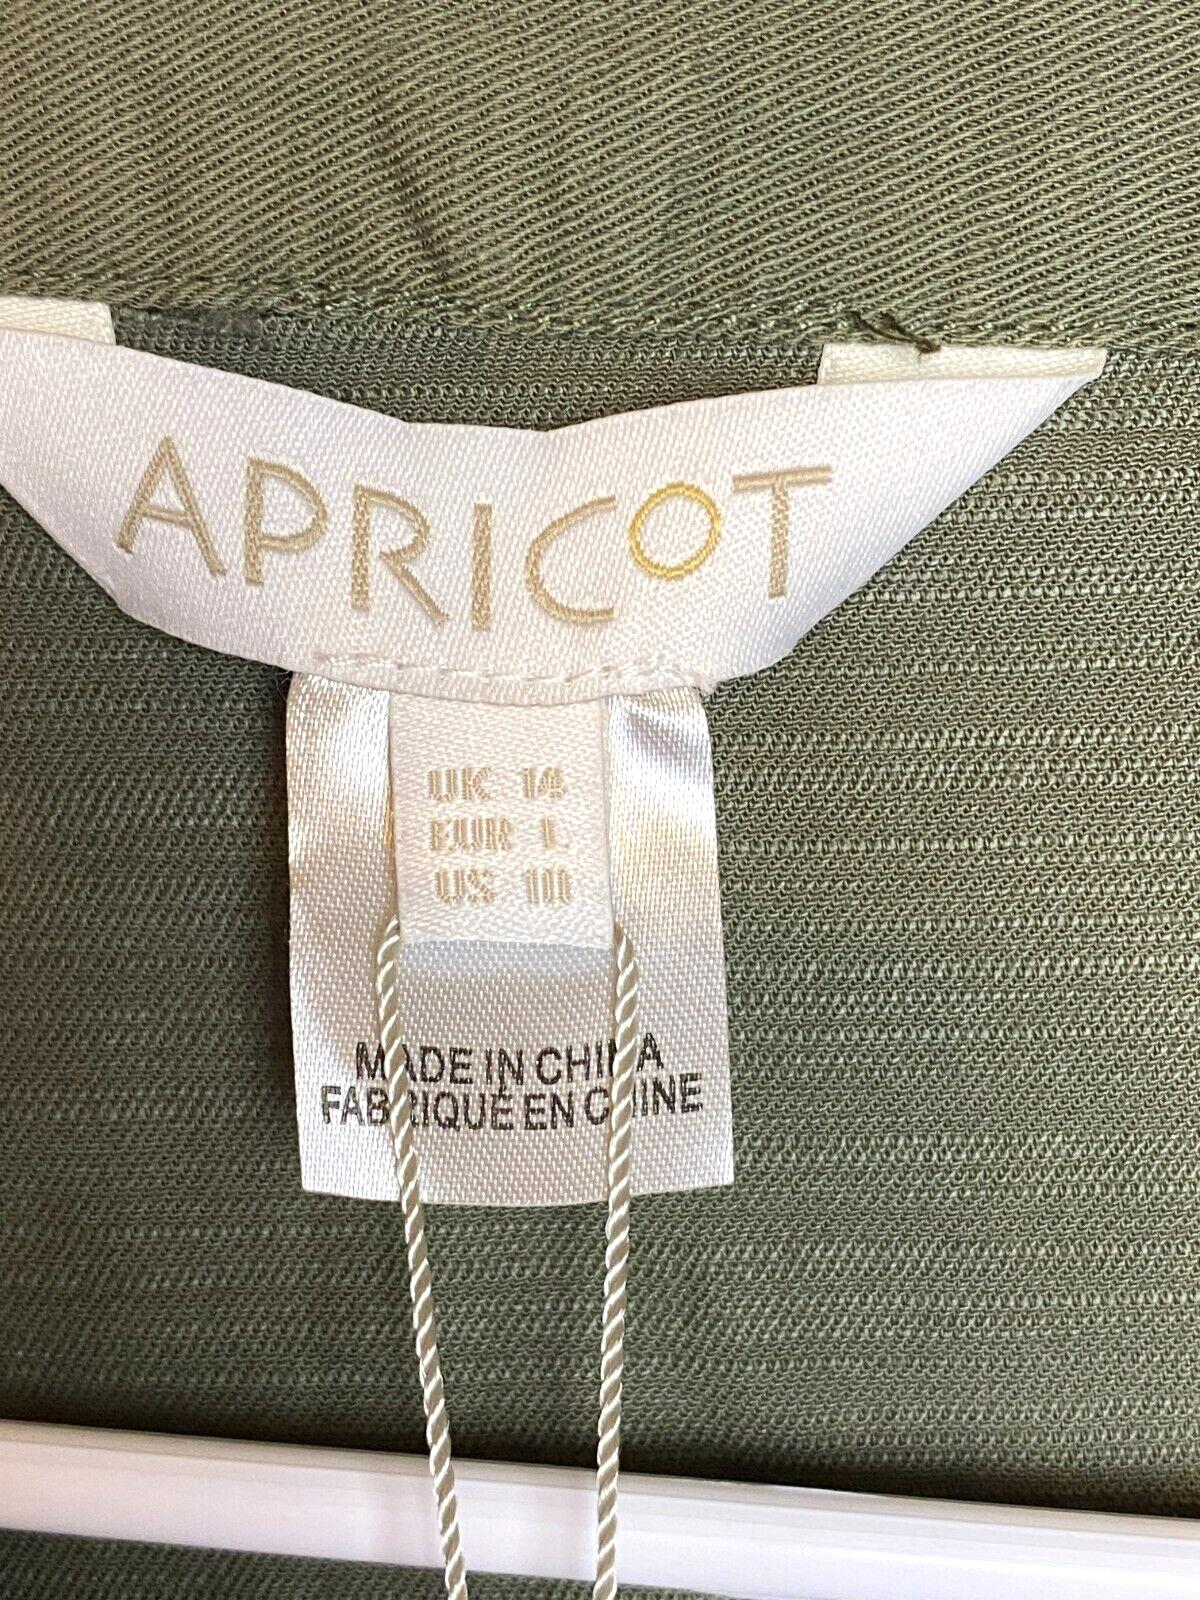 APRICOT
UK 14
EUR L
US 10
MADE IN CHINA
FABRIQUÉ EN CHINE